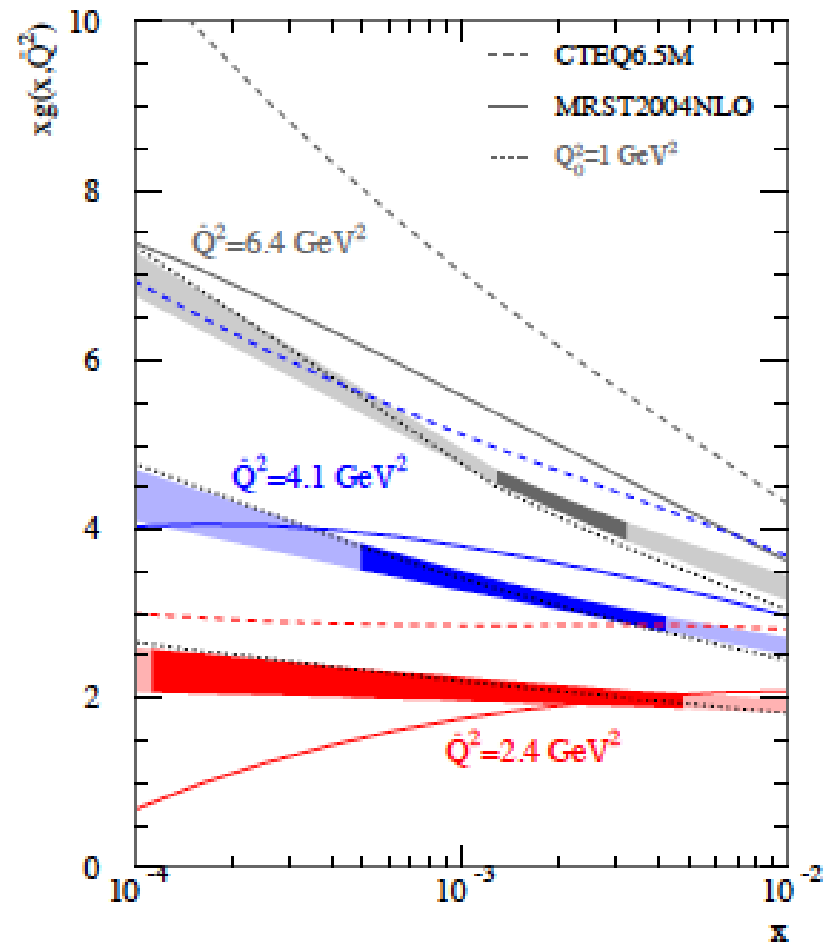 xg(x,Q̂²)
10
8
6
4
2
0
CTEQ6.5M
MRST2004NLO
Q₀²=1 GeV²
Q̂²=6.4 GeV²
Q̂²=4.1 GeV²
Q̂²=2.4 GeV²
10⁻⁴ 10⁻³ 10⁻²
x